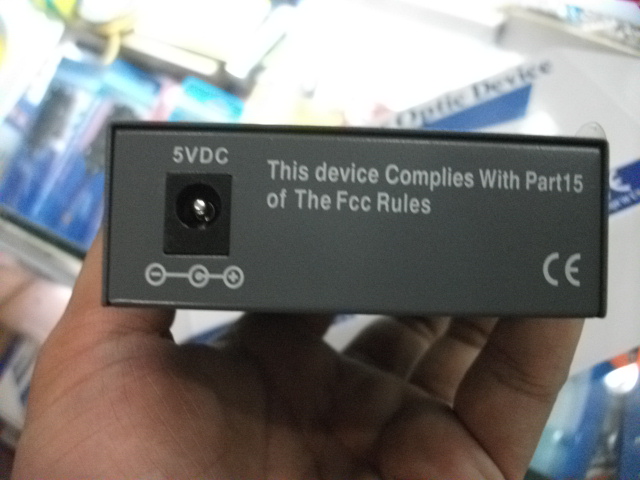 Optic Device
5VDC
This device Complies With Part15
of The Fcc Rules
CE